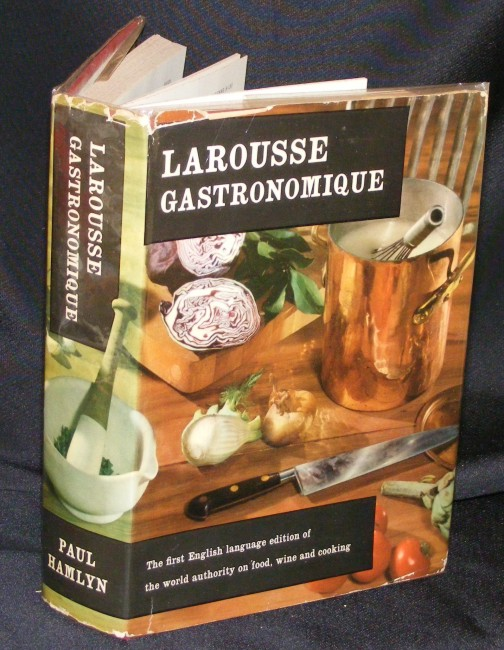 LAROUSSE
GASTRONOMIQUE
LAROUSSE
GASTRONOMIQUE
The first English language edition of
the world authority on food, wine and cooking
PAUL
HAMLYN